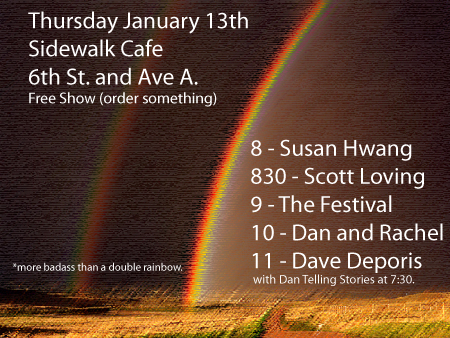 Thursday January 13th
Sidewalk Cafe
6th St. and Ave A.
Free Show (order something)
8 - Susan Hwang
830 - Scott Loving
9 - The Festival
10 - Dan and Rachel
11 - Dave Deporis
with Dan Telling Stories at 7:30.
*more badass than a double rainbow.